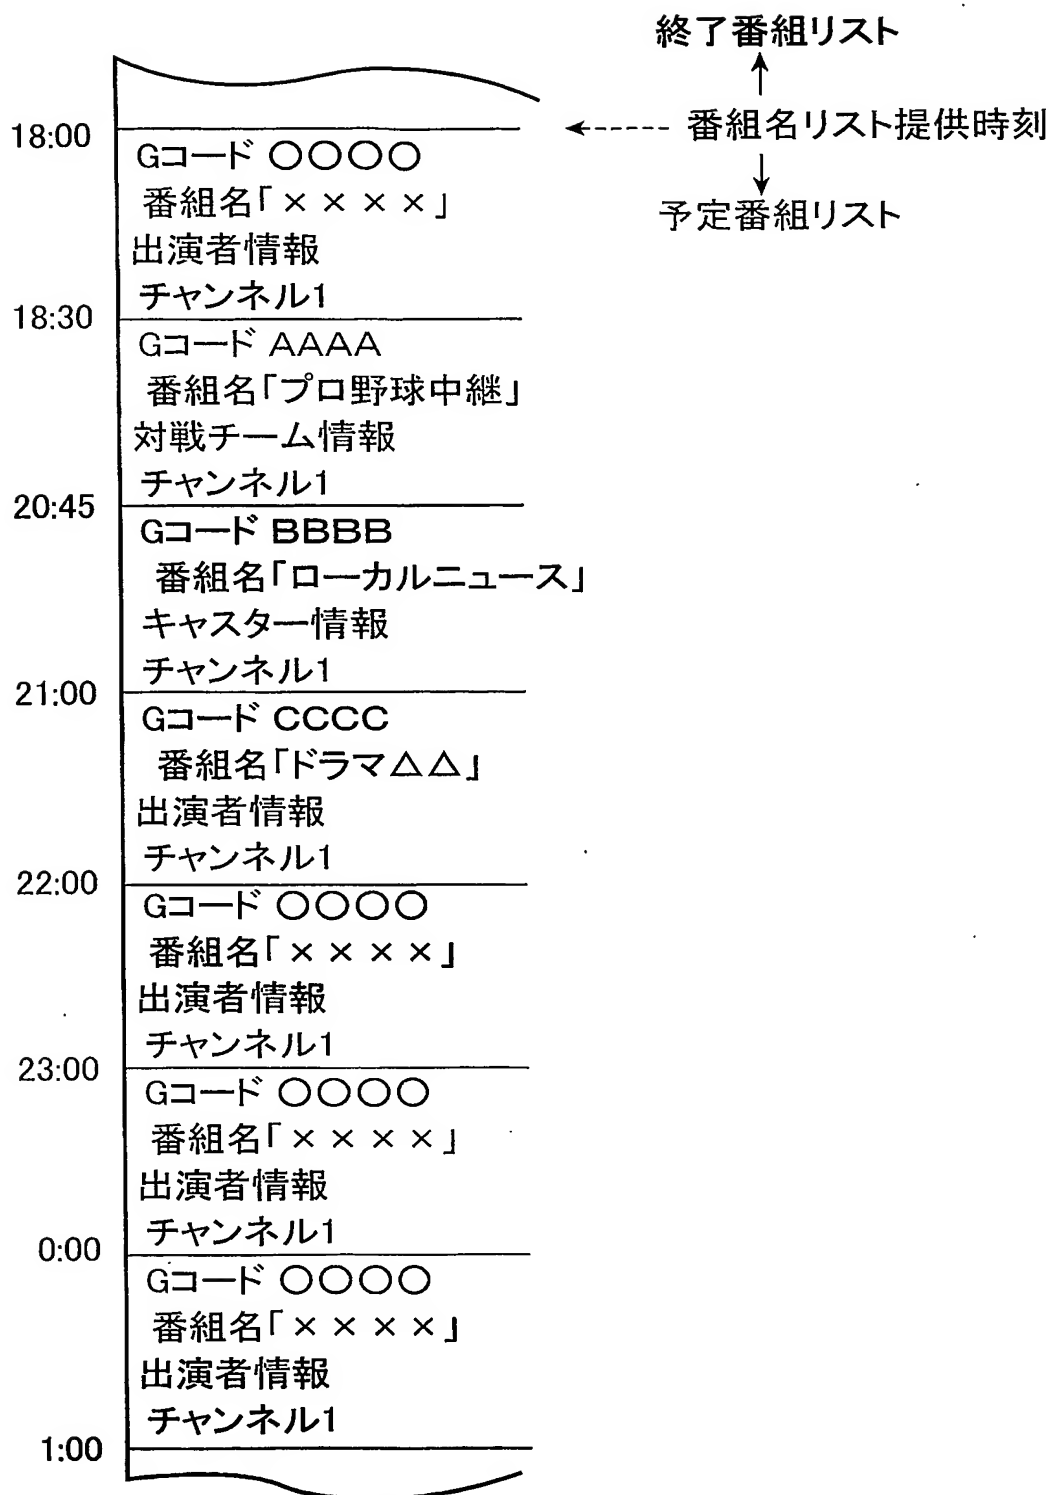 終了番組リスト
番組名リスト提供時刻
予定番組リスト
18:00
Gコード ○○○○
番組名「××××」
出演者情報
チャンネル1
18:30
Gコード AAAA
番組名「プロ野球中継」
対戦チーム情報
チャンネル1
20:45
Gコード BBBB
番組名「ローカルニュース」
キャスター情報
チャンネル1
21:00
Gコード CCCC
番組名「ドラマ△△」
出演者情報
チャンネル1
22:00
Gコード ○○○○
番組名「××××」
出演者情報
チャンネル1
23:00
Gコード ○○○○
番組名「××××」
出演者情報
チャンネル1
0:00
Gコード ○○○○
番組名「××××」
出演者情報
チャンネル1
1:00